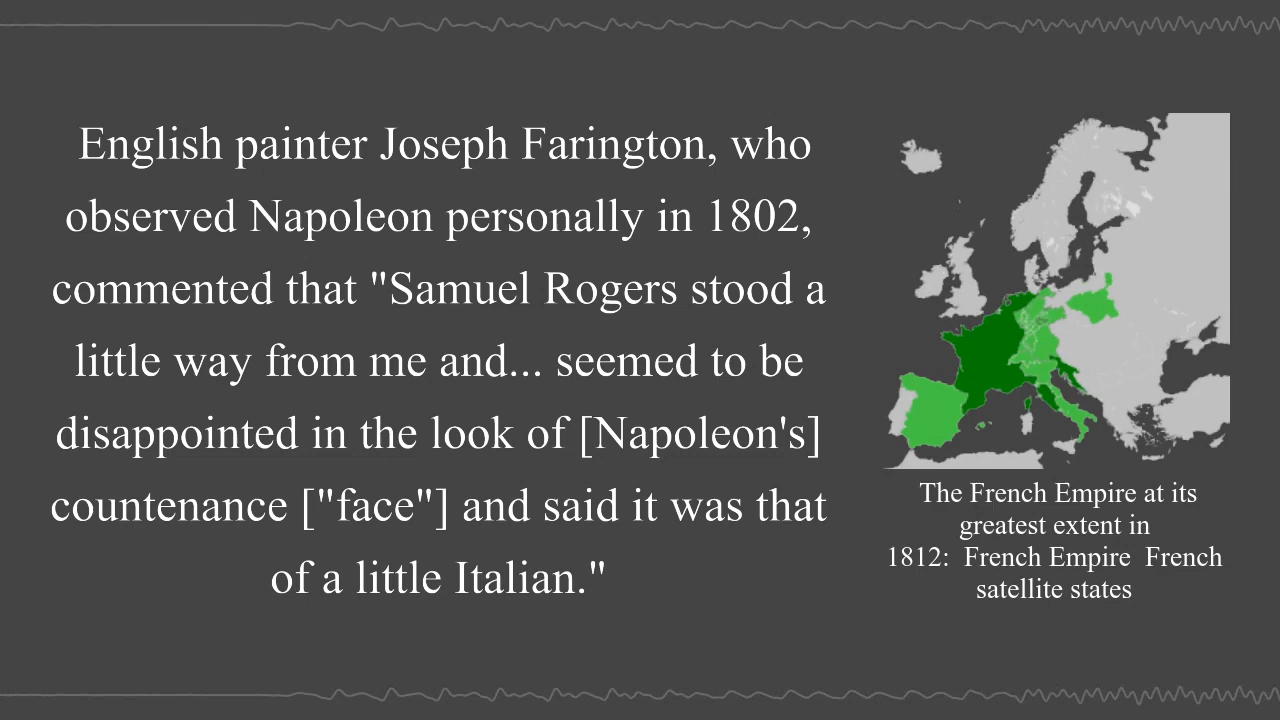 English painter Joseph Farington, who
observed Napoleon personally in 1802,
commented that "Samuel Rogers stood a
little way from me and... seemed to be
disappointed in the look of [Napoleon's]
countenance ["face"] and said it was that
of a little Italian."
The French Empire at its
greatest extent in
1812:  French Empire  French
satellite states